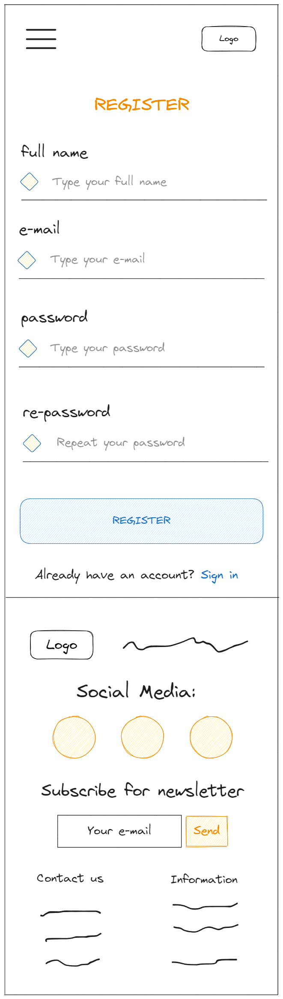 Logo
REGISTER
full name
Type your full name
e-mail
Type your e-mail
password
Type your password
re-password
Repeat your password
REGISTER
Already have an account? Sign in
Logo
Social Media:
Subscribe for newsletter
Your e-mail Send
Contact us Information